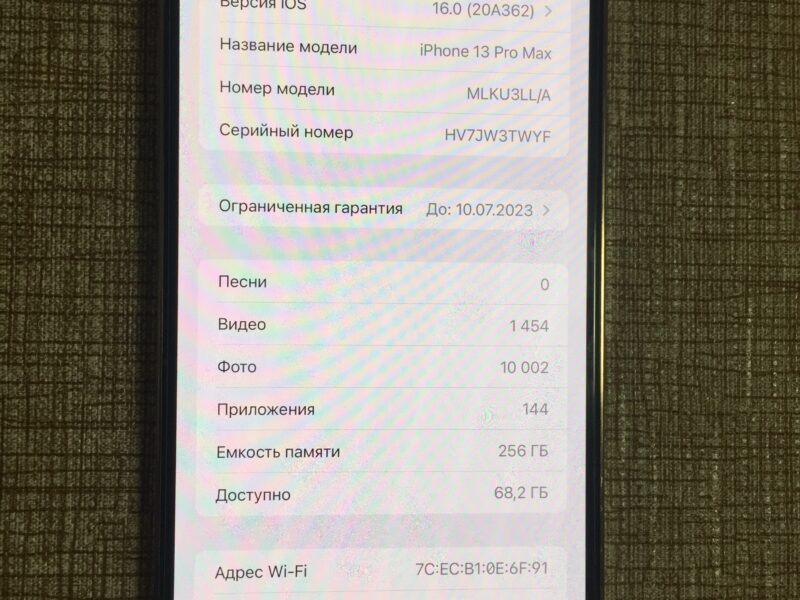 Версия iOS 16.0 (20A362)
Название модели iPhone 13 Pro Max
Номер модели MLKU3LL/A
Серийный номер HV7JW3TWYF
Ограниченная гарантия До: 10.07.2023
Песни 0
Видео 1 454
Фото 10 002
Приложения 144
Емкость памяти 256 ГБ
Доступно 68,2 ГБ
Адрес Wi-Fi 7C:EC:B1:0E:6F:91